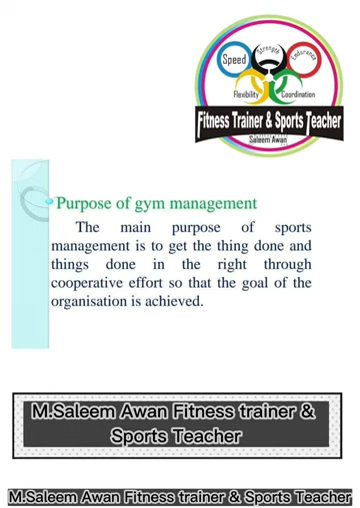 Speed
Strength
Endurance
Flexibility
Coordination
Fitness Trainer & Sports Teacher
Saleem Awan
Purpose of gym management
The main purpose of sports
management is to get the thing done and
things done in the right through
cooperative effort so that the goal of the
organisation is achieved.
M.Saleem Awan Fitness trainer &
Sports Teacher
M.Saleem Awan Fitness trainer & Sports Teacher